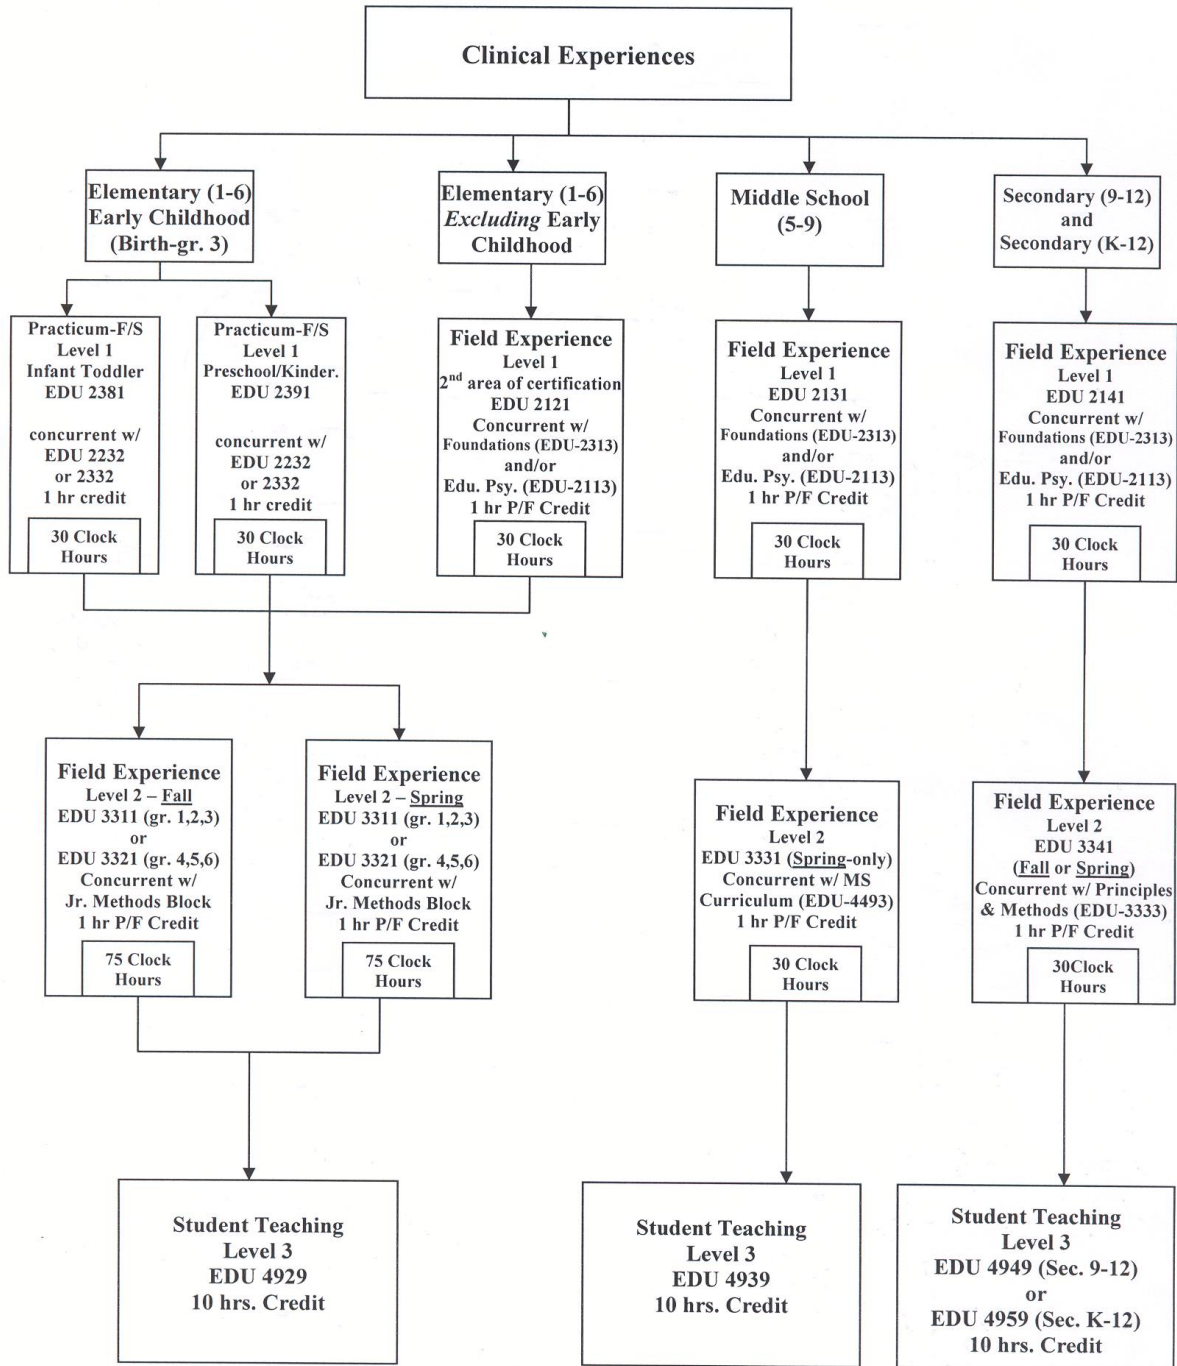 Clinical Experiences
Elementary (1-6)
Early Childhood
(Birth-gr. 3)
Elementary (1-6)
Excluding Early
Childhood
Middle School
(5-9)
Secondary (9-12)
and
Secondary (K-12)
Practicum-F/S
Level 1
Infant Toddler
EDU 2381
concurrent w/
EDU 2232
or 2332
1 hr credit
30 Clock
Hours
Practicum-F/S
Level 1
Preschool/Kinder.
EDU 2391
concurrent w/
EDU 2232
or 2332
1 hr credit
30 Clock
Hours
Field Experience
Level 1
2nd area of certification
EDU 2121
Concurrent w/
Foundations (EDU-2313)
and/or
Edu. Psy. (EDU-2113)
1 hr P/F Credit
30 Clock
Hours
Field Experience
Level 1
EDU 2131
Concurrent w/
Foundations (EDU-2313)
and/or
Edu. Psy. (EDU-2113)
1 hr P/F Credit
30 Clock
Hours
Field Experience
Level 1
EDU 2141
Concurrent w/
Foundations (EDU-2313)
and/or
Edu. Psy. (EDU-2113)
1 hr P/F Credit
30 Clock
Hours
Field Experience
Level 2 – Fall
EDU 3311 (gr. 1,2,3)
or
EDU 3321 (gr. 4,5,6)
Concurrent w/
Jr. Methods Block
1 hr P/F Credit
75 Clock
Hours
Field Experience
Level 2 – Spring
EDU 3311 (gr. 1,2,3)
or
EDU 3321 (gr. 4,5,6)
Concurrent w/
Jr. Methods Block
1 hr P/F Credit
75 Clock
Hours
Field Experience
Level 2
EDU 3331 (Spring-only)
Concurrent w/ MS
Curriculum (EDU-4493)
1 hr P/F Credit
30 Clock
Hours
Field Experience
Level 2
EDU 3341
(Fall or Spring)
Concurrent w/ Principles
& Methods (EDU-3333)
1 hr P/F Credit
30Clock
Hours
Student Teaching
Level 3
EDU 4929
10 hrs. Credit
Student Teaching
Level 3
EDU 4939
10 hrs. Credit
Student Teaching
Level 3
EDU 4949 (Sec. 9-12)
or
EDU 4959 (Sec. K-12)
10 hrs. Credit